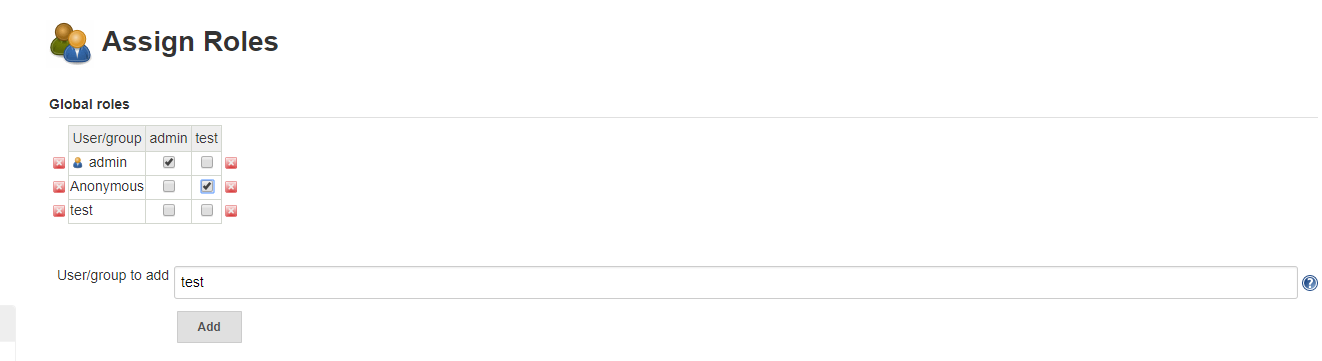 Assign Roles
Global roles
User/group admin test
admin
Anonymous
test
User/group to add test
Add